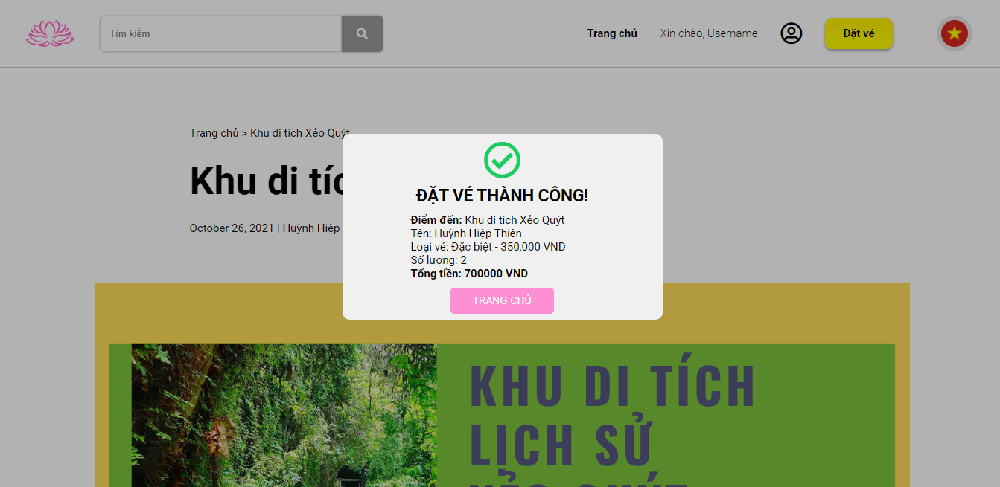 Tìm kiếm
Trang chủ
Xin chào, Username
Đặt vé
Trang chủ > Khu di tích Xẻo Quýt
Khu di tíc
October 26, 2021 | Huỳnh Hiệp
ĐẶT VÉ THÀNH CÔNG!
Điểm đến: Khu di tích Xẻo Quýt
Tên: Huỳnh Hiệp Thiên
Loại vé: Đặc biệt - 350,000 VND
Số lượng: 2
Tổng tiền: 700000 VND
TRANG CHỦ
KHU DI TÍCH
LỊCH SỬ
XẺO QUÝT